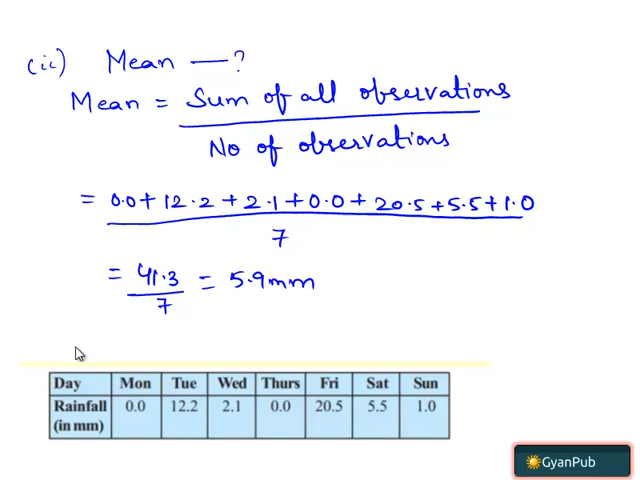 (ii) Mean — ?
Mean = Sum of all observations
No of observations
= 0.0+12.2+2.1+0.0+20.5+5.5+1.0
7
= 41.3 = 5.9mm
7
Day Mon Tue Wed Thurs Fri Sat Sun
Rainfall 0.0 12.2 2.1 0.0 20.5 5.5 1.0
(in mm)
GyanPub